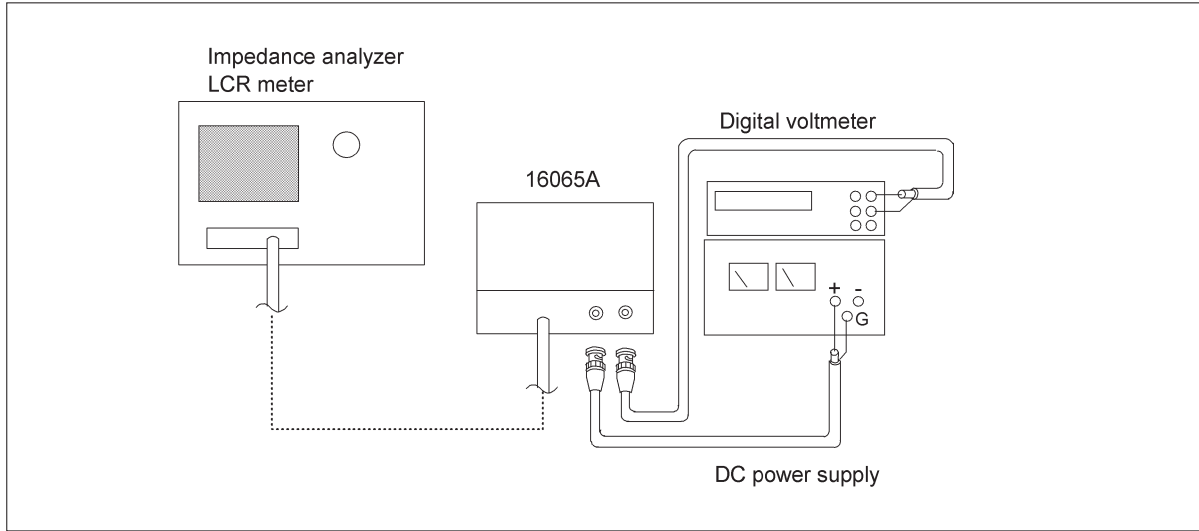 Impedance analyzer
LCR meter
Digital voltmeter
16065A
+ -
G
DC power supply